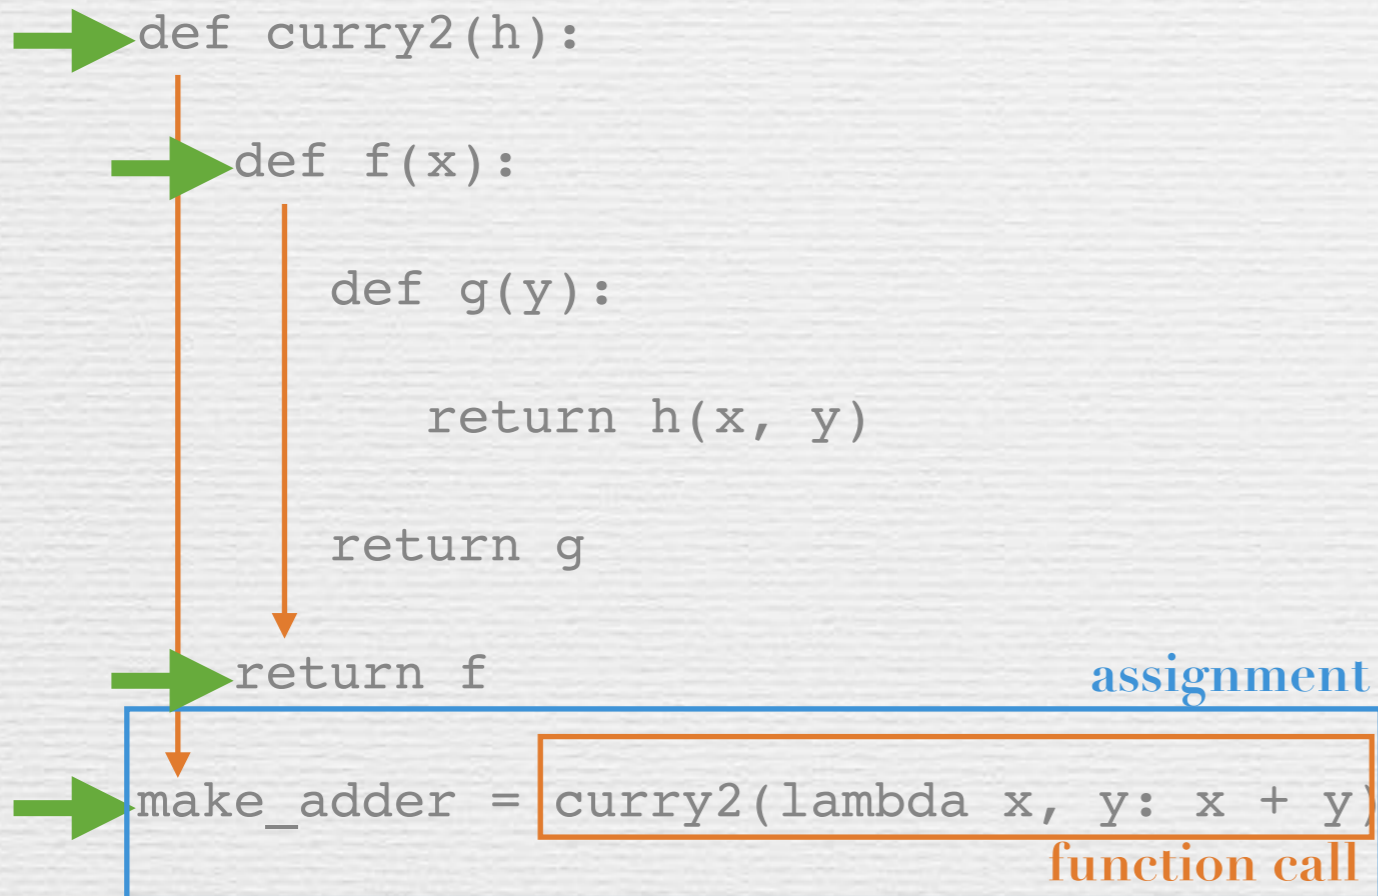 def curry2(h):
def f(x):
def g(y):
return h(x, y)
return g
return f
assignment
make_adder = curry2(lambda x, y: x + y)
function call